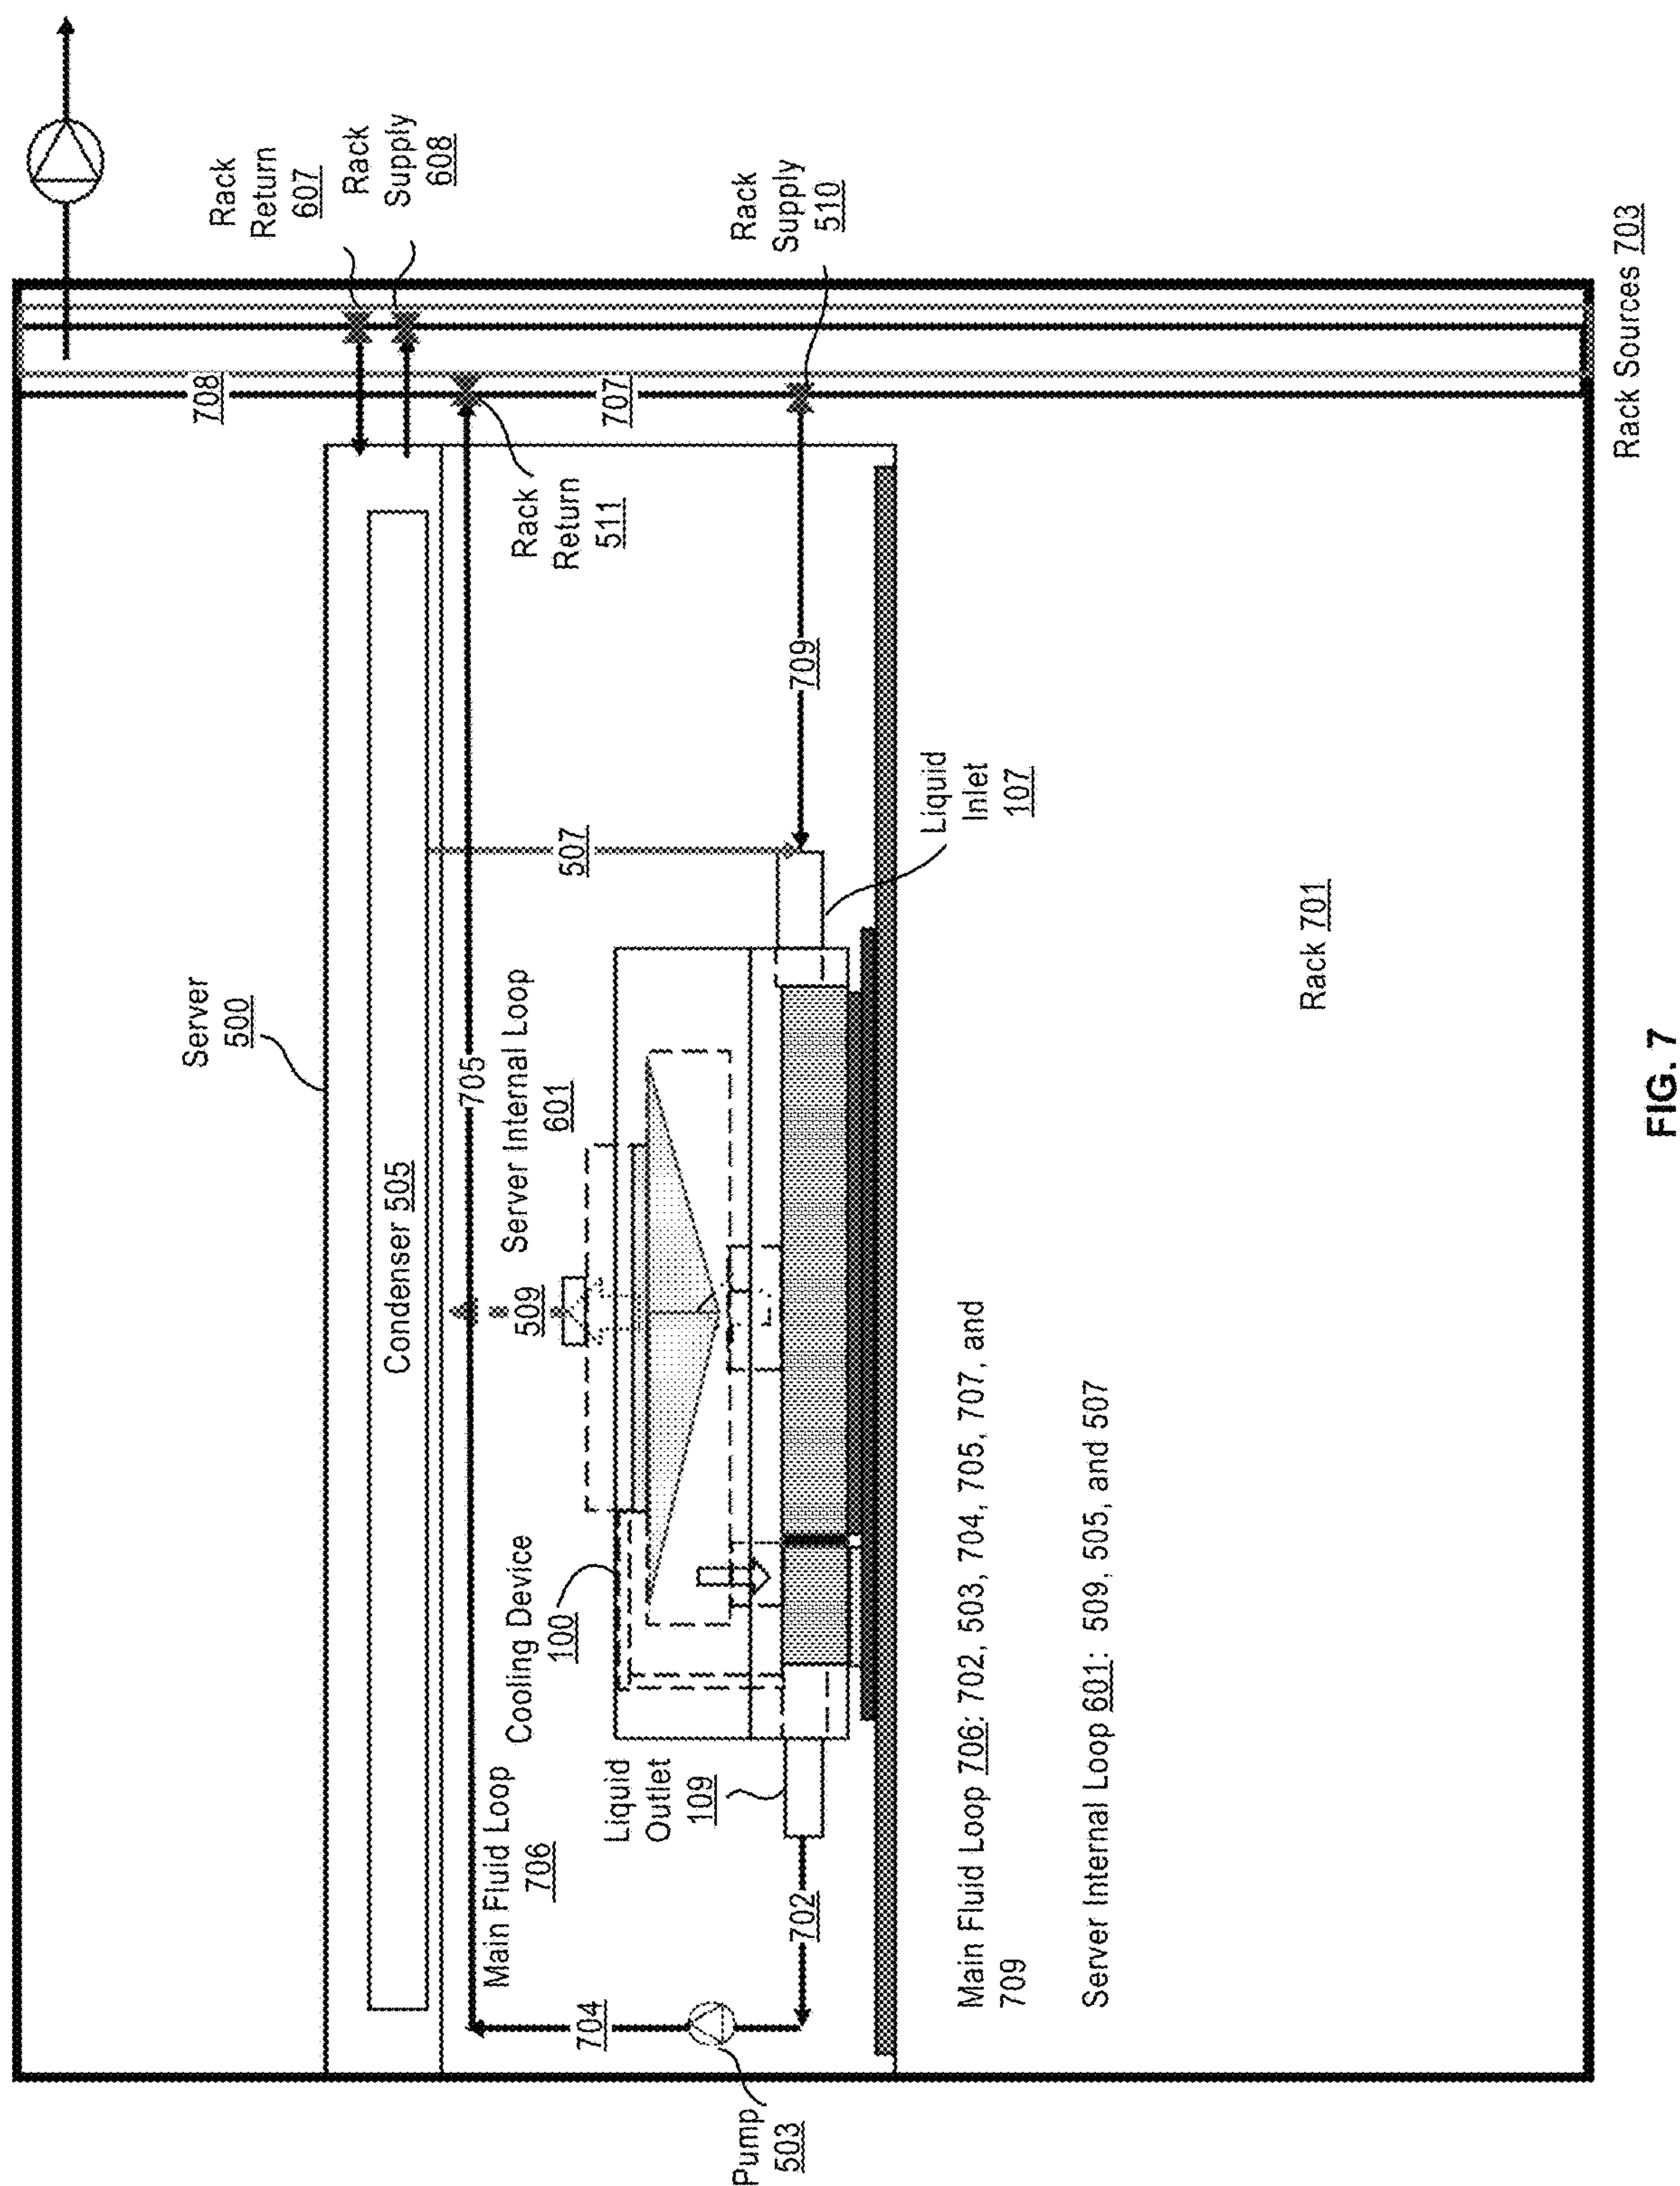 Rack
Return
607
Rack
Supply
608
Rack
Supply
510
708
707
Rack
Return
511
709
507
Liquid
Inlet
107
Server
500
Condenser 505
705
Server Internal Loop
601
509
Cooling Device
100
Main Fluid Loop
706
Liquid
Outlet
109
702
704
Pump
503
Main Fluid Loop 706: 702, 503, 704, 705, 707, and
709
Server Internal Loop 601: 509, 505, and 507
Rack 701
Rack Sources 703
FIG. 7